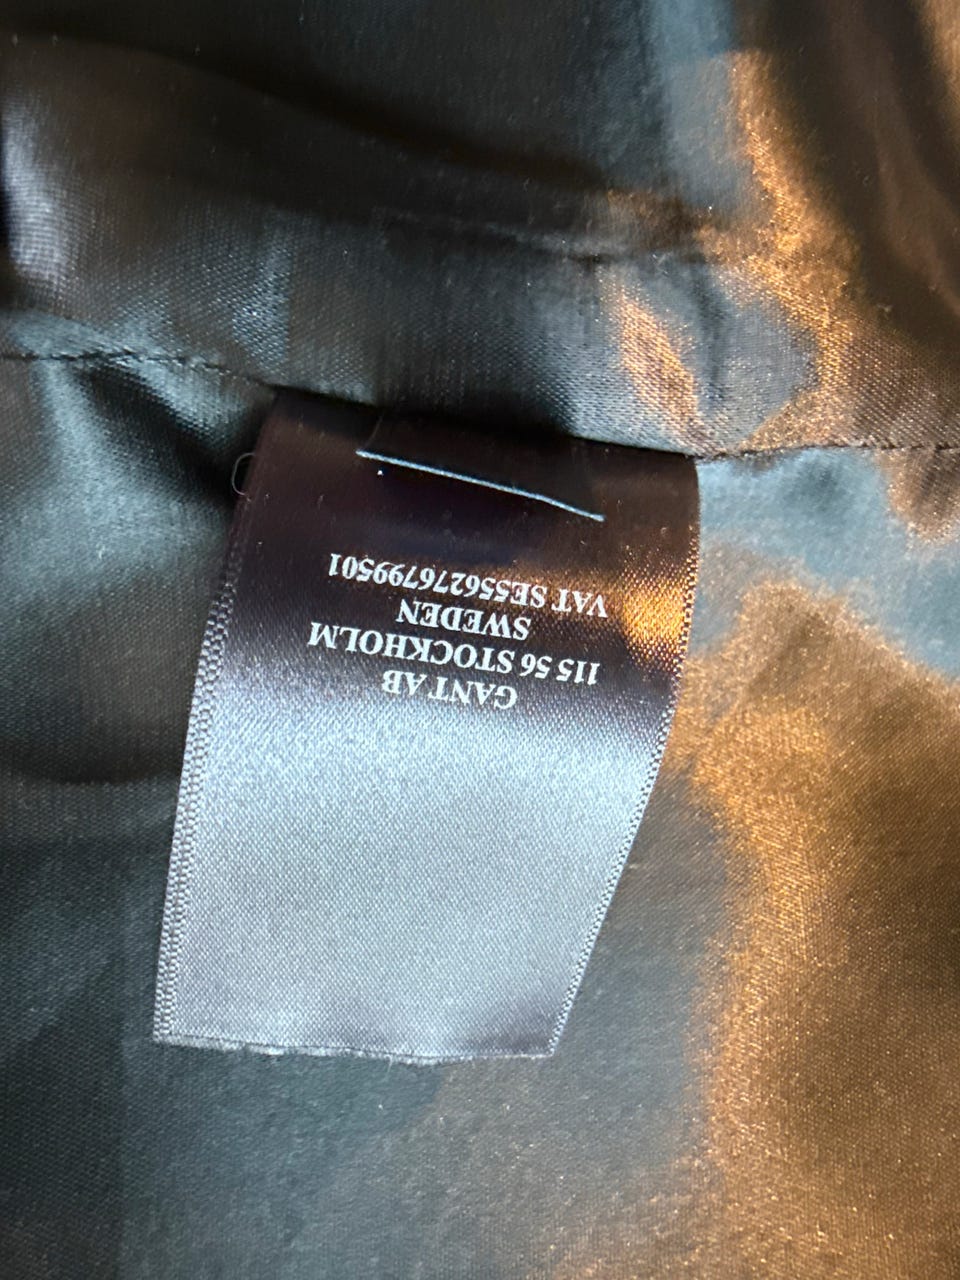 GANT AB
115 56 STOCKHOLM
SWEDEN
VAT SE556276799501